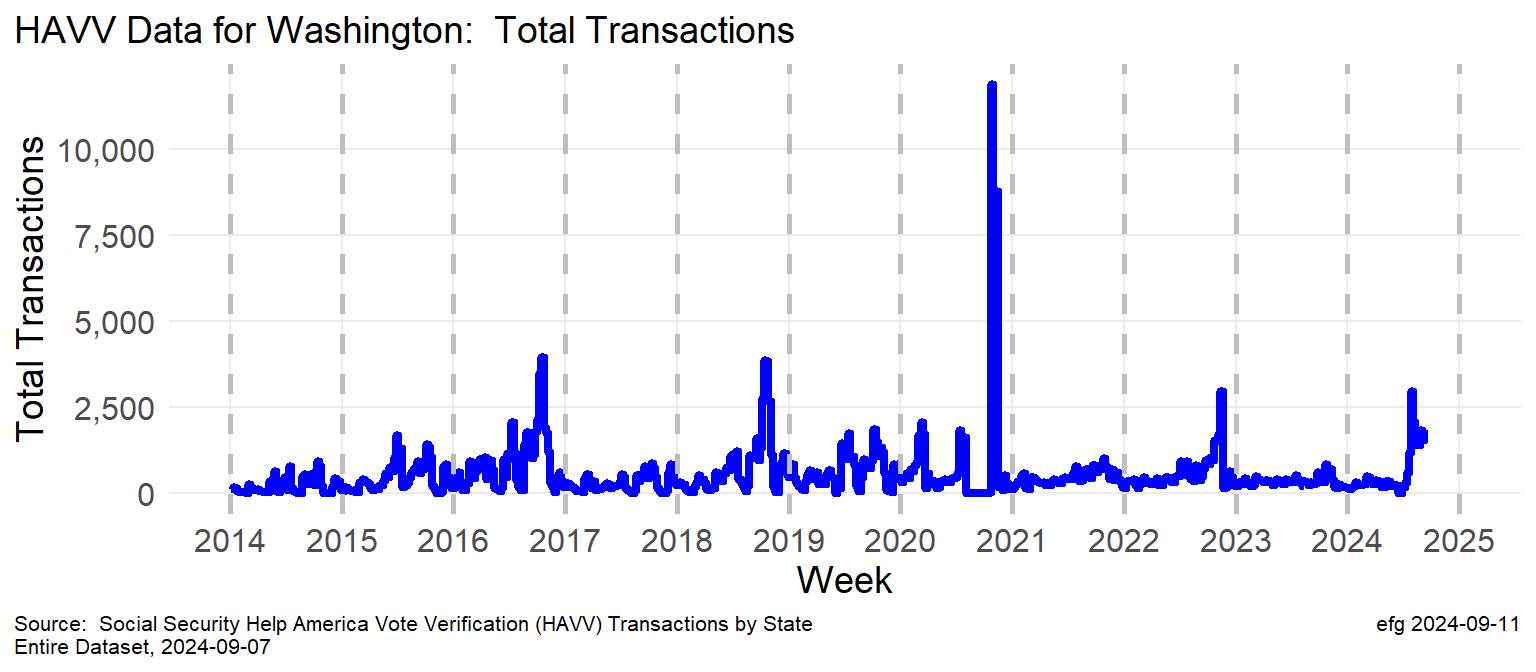 HAVV Data for Washington:  Total Transactions
Total Transactions
10,000
7,500
5,000
2,500
0
2014 2015 2016 2017 2018 2019 2020 2021 2022 2023 2024 2025
Week
Source:  Social Security Help America Vote Verification (HAVV) Transactions by State
Entire Dataset, 2024-09-07
efg 2024-09-11